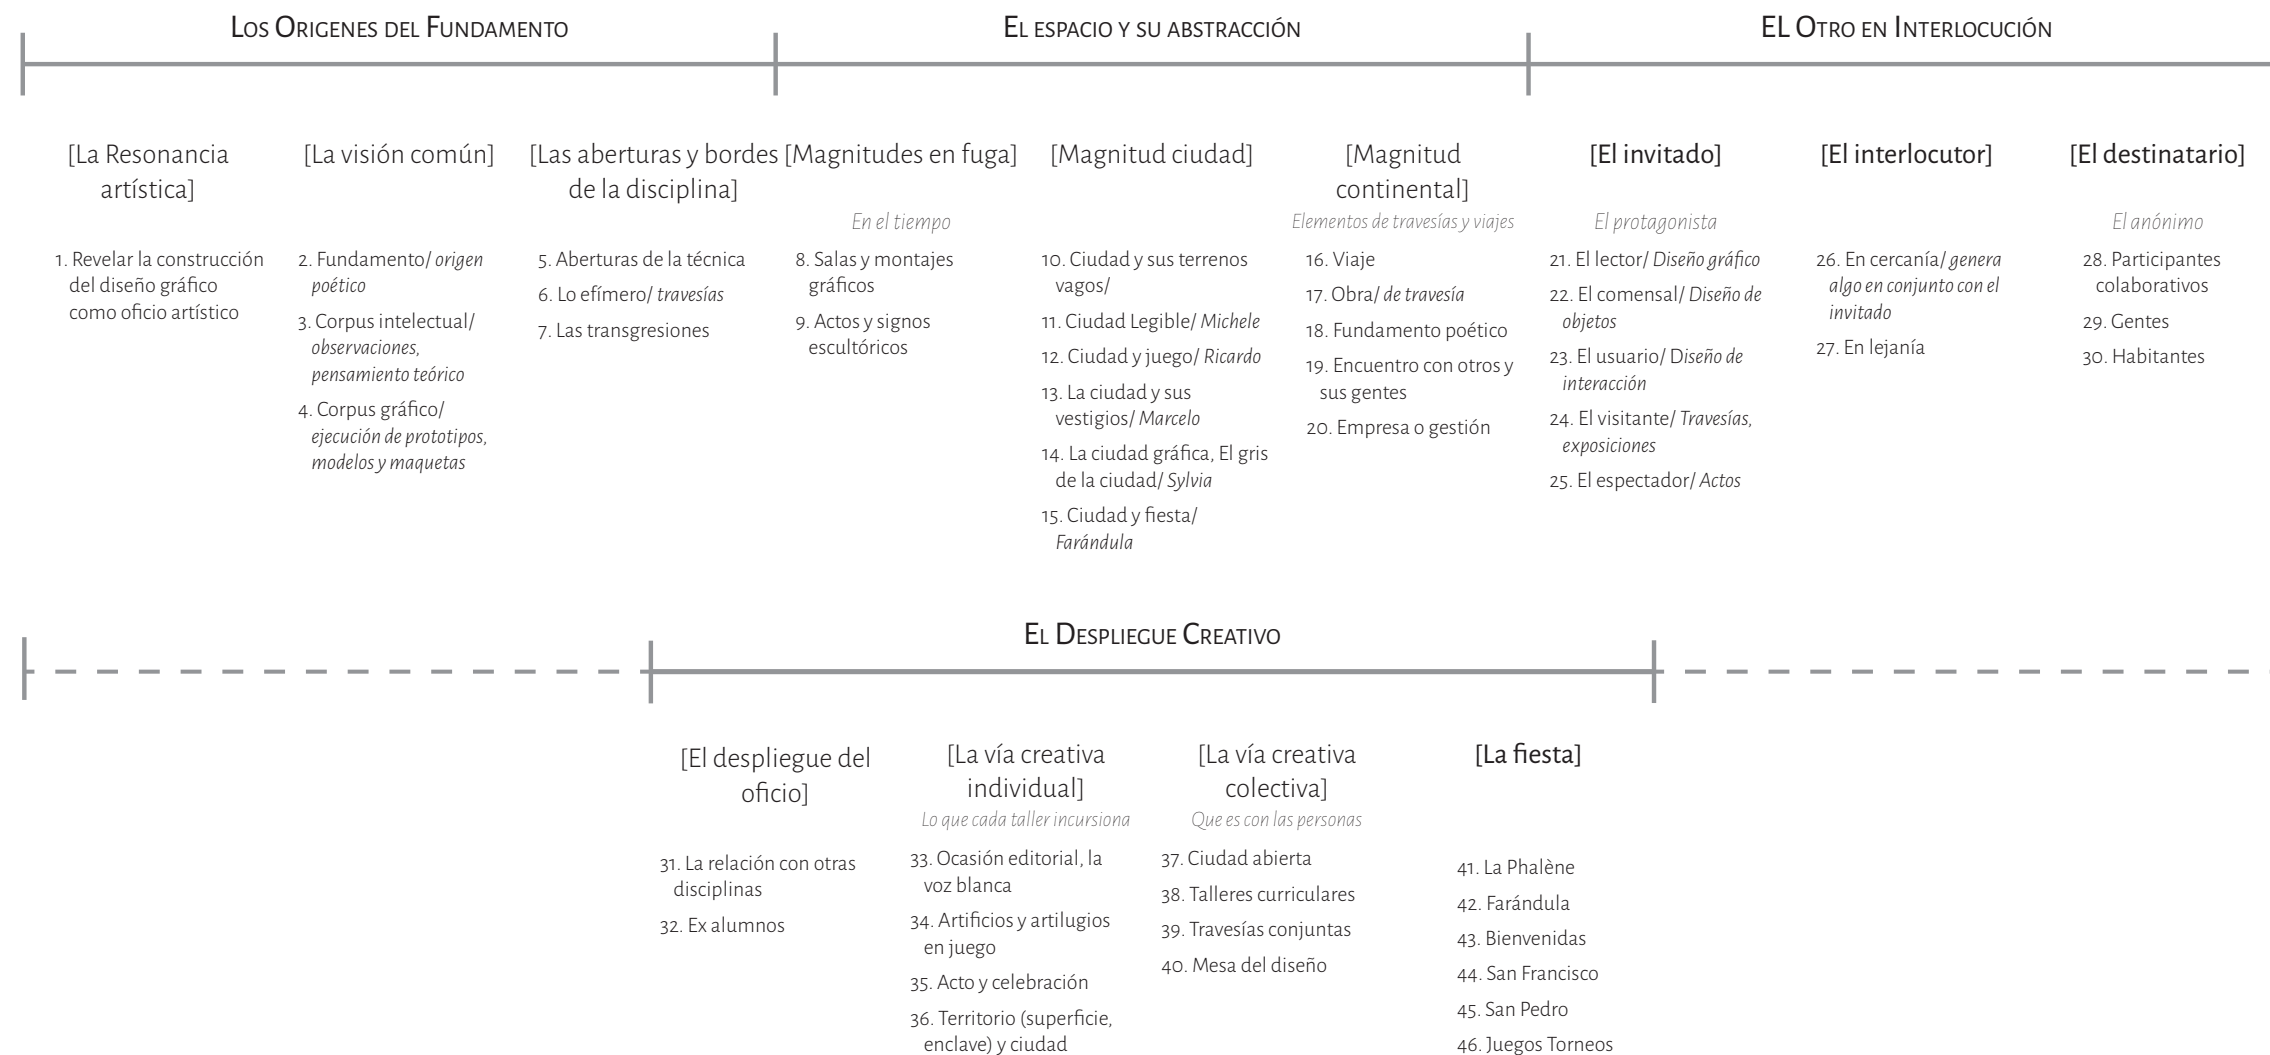 Los Origenes del Fundamento
El espacio y su abstracción
EL Otro en Interlocución
[La Resonancia
artística]
1. Revelar la construcción
del diseño gráfico
como oficio artístico
[La visión común]
2. Fundamento/ origen
poético
3. Corpus intelectual/
observaciones,
pensamiento teórico
4. Corpus gráfico/
ejecución de prototipos,
modelos y maquetas
[Las aberturas y bordes
de la disciplina]
5. Aberturas de la técnica
6. Lo efímero/ travesías
7. Las transgresiones
[Magnitudes en fuga]
En el tiempo
8. Salas y montajes
gráficos
9. Actos y signos
escultóricos
[Magnitud ciudad]
10. Ciudad y sus terrenos
vagos/
11. Ciudad Legible/ Michele
12. Ciudad y juego/ Ricardo
13. La ciudad y sus
vestigios/ Marcelo
14. La ciudad gráfica, El gris
de la ciudad/ Sylvia
15. Ciudad y fiesta/
Farándula
[Magnitud
continental]
Elementos de travesías y viajes
16. Viaje
17. Obra/ de travesía
18. Fundamento poético
19. Encuentro con otros y
sus gentes
20. Empresa o gestión
[El invitado]
El protagonista
21. El lector/ Diseño gráfico
22. El comensal/ Diseño de
objetos
23. El usuario/ Diseño de
interacción
24. El visitante/ Travesías,
exposiciones
25. El espectador/ Actos
[El interlocutor]
26. En cercanía/ genera
algo en conjunto con el
invitado
27. En lejanía
[El destinatario]
El anónimo
28. Participantes
colaborativos
29. Gentes
30. Habitantes
El Despliegue Creativo
[El despliegue del
oficio]
31. La relación con otras
disciplinas
32. Ex alumnos
[La vía creativa
individual]
Lo que cada taller incursiona
33. Ocasión editorial, la
voz blanca
34. Artificios y artilugios
en juego
35. Acto y celebración
36. Territorio (superficie,
enclave) y ciudad
[La vía creativa
colectiva]
Que es con las personas
37. Ciudad abierta
38. Talleres curriculares
39. Travesías conjuntas
40. Mesa del diseño
[La fiesta]
41. La Phalène
42. Farándula
43. Bienvenidas
44. San Francisco
45. San Pedro
46. Juegos Torneos